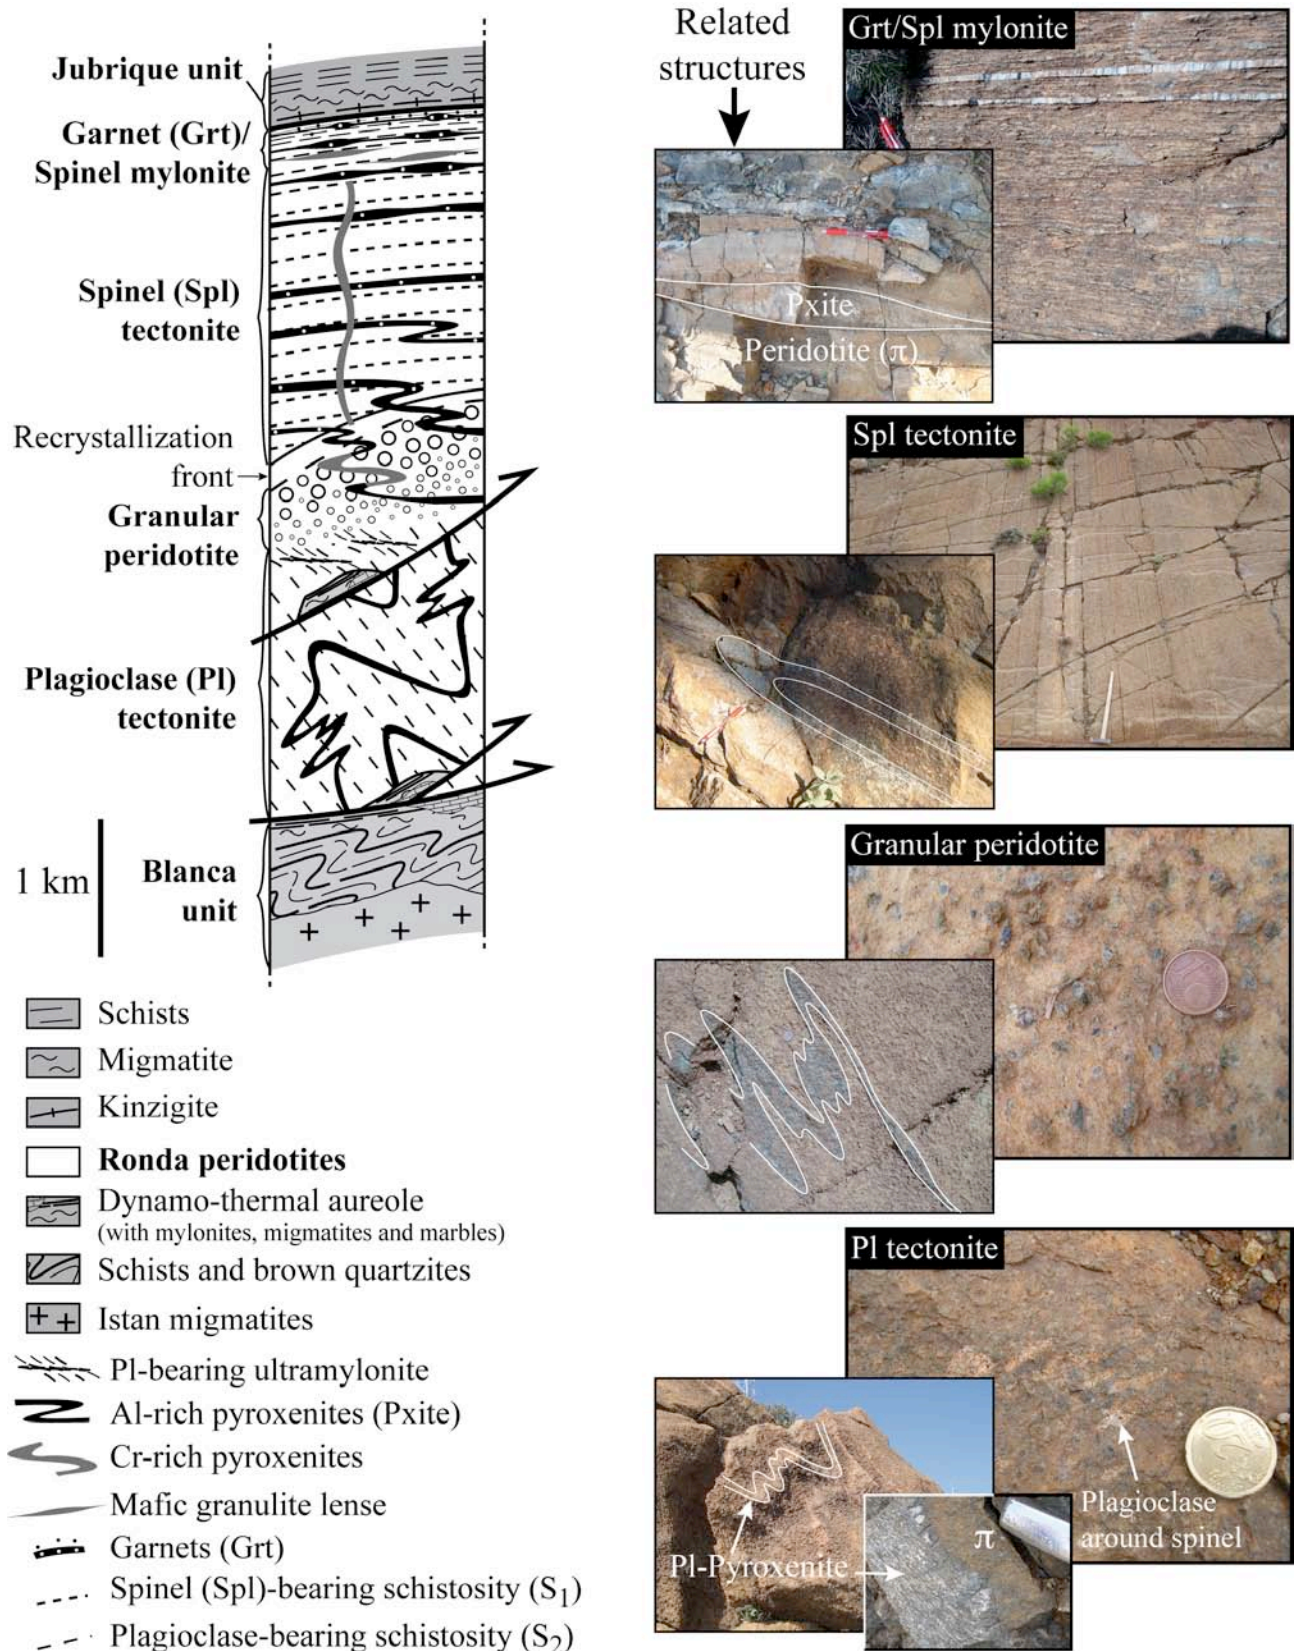 Jubrique unit
Garnet (Grt)/
Spinel mylonite
Spinel (Spl)
tectonite
Recrystallization
front
Granular
peridotite
Plagioclase (Pl)
tectonite
1 km
Blanca
unit
Schists
Migmatite
Kinzigite
Ronda peridotites
Dynamo-thermal aureole
(with mylonites, migmatites and marbles)
Schists and brown quartzites
Istan migmatites
Pl-bearing ultramylonite
Al-rich pyroxenites (Pxite)
Cr-rich pyroxenites
Mafic granulite lense
Garnets (Grt)
Spinel (Spl)-bearing schistosity (S₁)
Plagioclase-bearing schistosity (S₂)
Related
structures
Grt/Spl mylonite
Pxite
Peridotite (π)
Spl tectonite
Granular peridotite
Pl tectonite
Plagioclase
around spinel
Pl-Pyroxenite
π